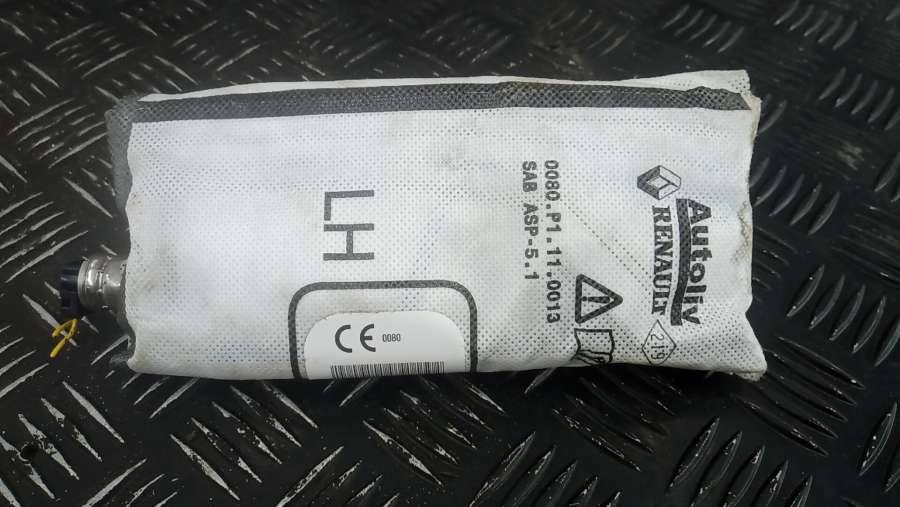 LH
CE 0080
0080.P1.11.0013
SAB ASP-5.1
Autoliv
RENAULT